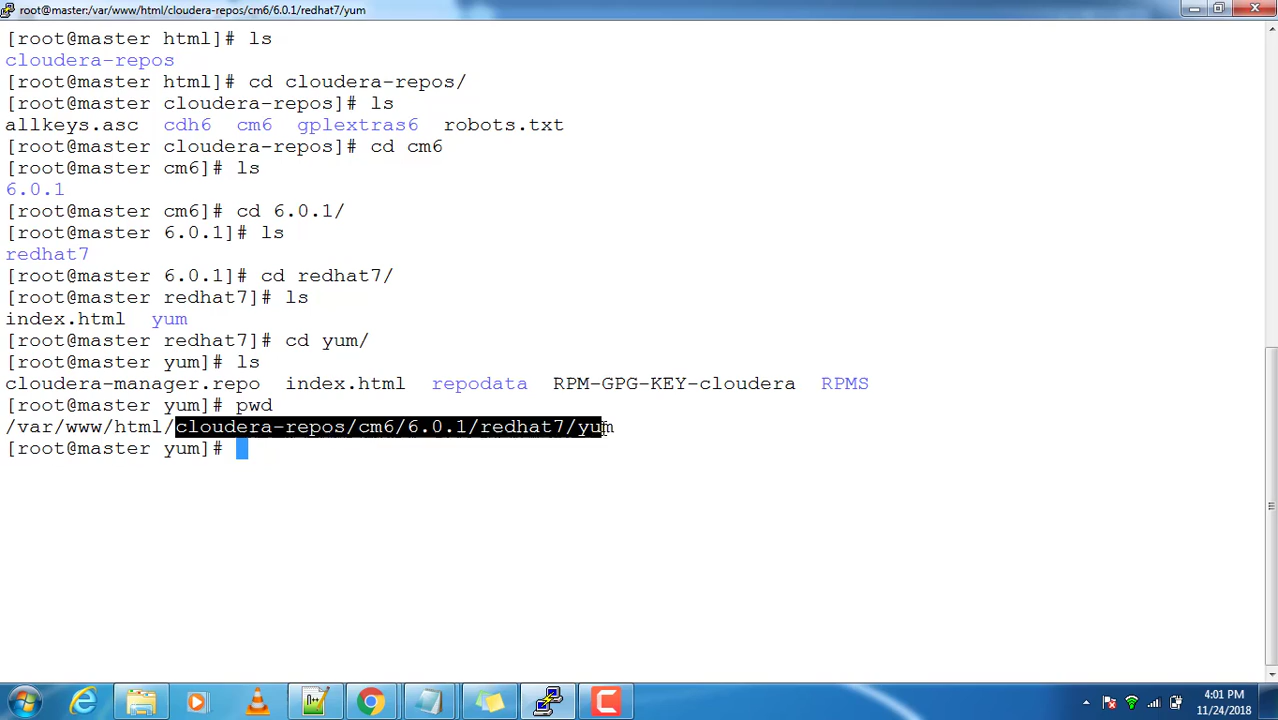 root@master:/var/www/html/cloudera-repos/cm6/6.0.1/redhat7/yum
[root@master html]# ls
cloudera-repos
[root@master html]# cd cloudera-repos/
[root@master cloudera-repos]# ls
allkeys.asc  cdh6  cm6  gplextras6  robots.txt
[root@master cloudera-repos]# cd cm6
[root@master cm6]# ls
6.0.1
[root@master cm6]# cd 6.0.1/
[root@master 6.0.1]# ls
redhat7
[root@master 6.0.1]# cd redhat7/
[root@master redhat7]# ls
index.html  yum
[root@master redhat7]# cd yum/
[root@master yum]# ls
cloudera-manager.repo  index.html  repodata  RPM-GPG-KEY-cloudera  RPMS
[root@master yum]# pwd
/var/www/html/cloudera-repos/cm6/6.0.1/redhat7/yum
[root@master yum]#
4:01 PM
11/24/2018